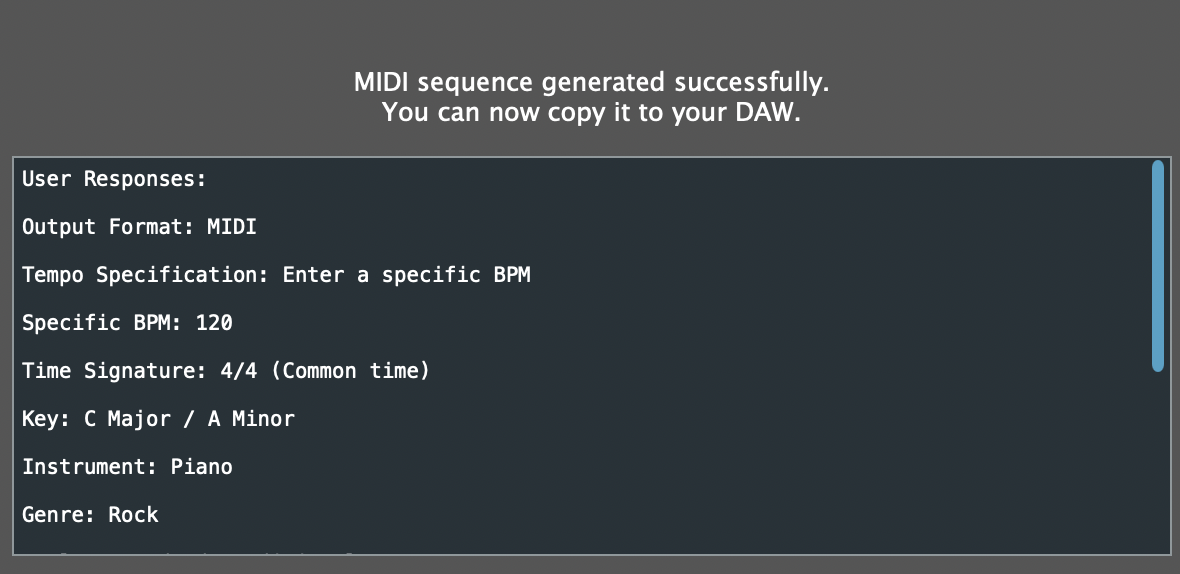 MIDI sequence generated successfully.
You can now copy it to your DAW.
User Responses:
Output Format: MIDI
Tempo Specification: Enter a specific BPM
Specific BPM: 120
Time Signature: 4/4 (Common time)
Key: C Major / A Minor
Instrument: Piano
Genre: Rock